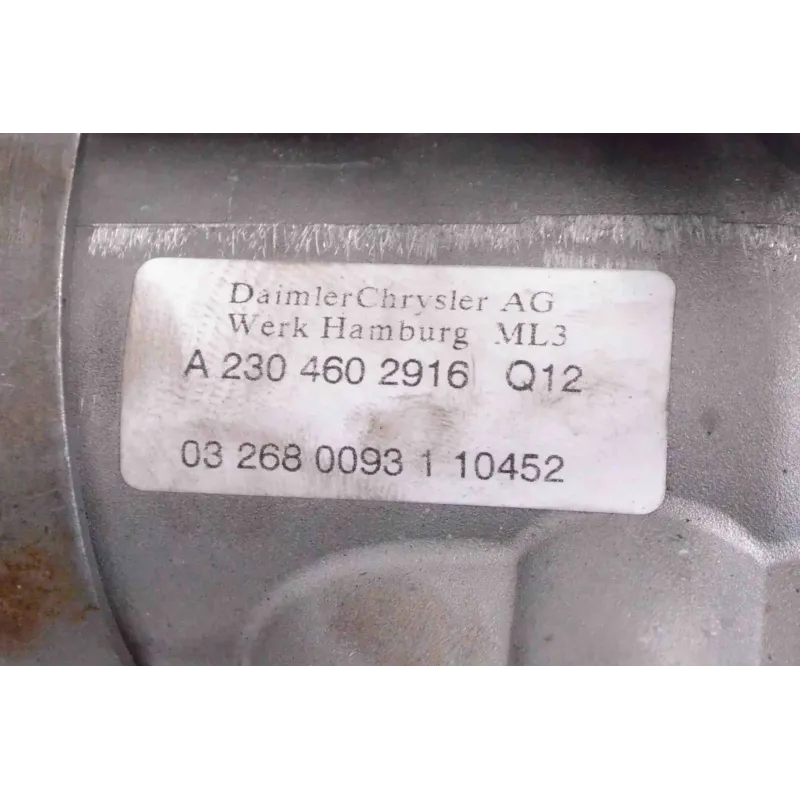 DaimlerChrysler AG
Werk Hamburg ML3
A 230 460 2916 Q12
03 268 0093 1 10452